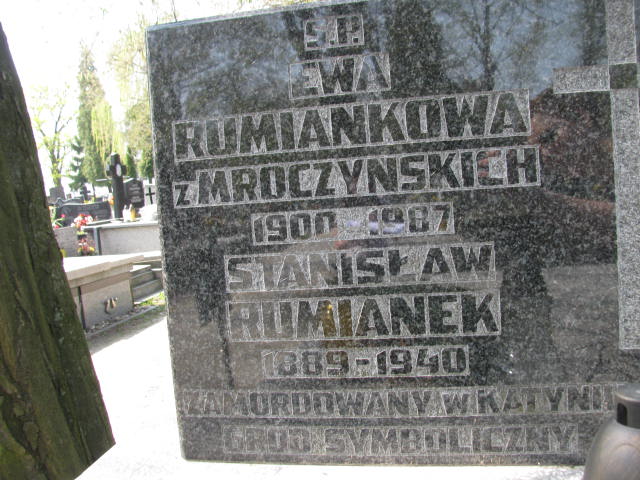 Ś.P.
EWA
RUMIANKOWA
z MROCZYŃSKICH
1900-1987
STANISŁAW
RUMIANEK
1889-1940
ZAMORDOWANY W KATYNIU
GRÓB SYMBOLICZNY